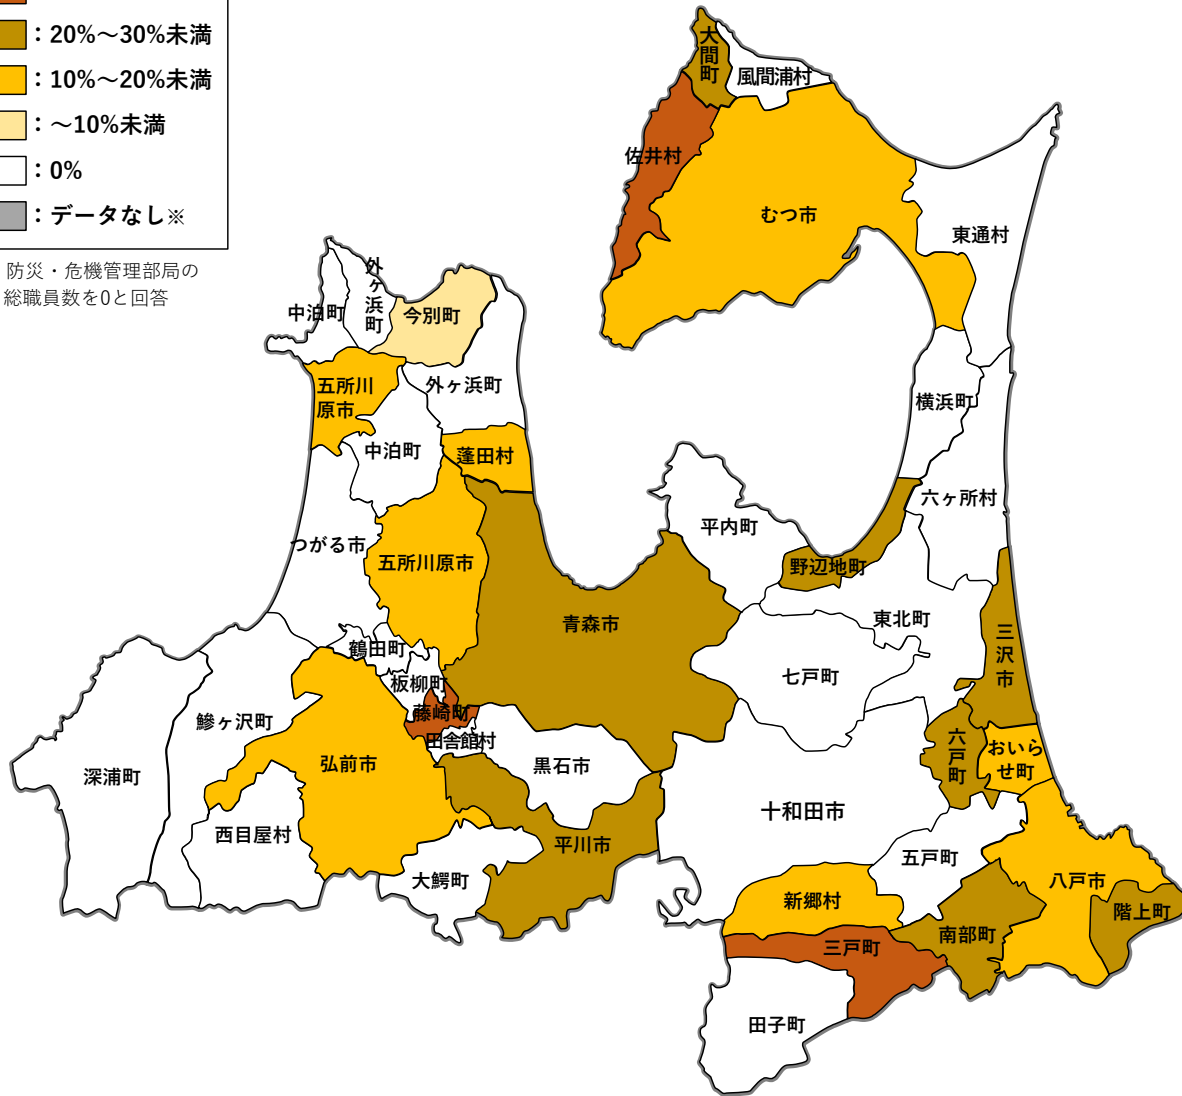 ：20%～30%未満
：10%～20%未満
：～10%未満
：0%
：データなし※
防災・危機管理部局の
総職員数を0と回答
大間町
風間浦村
佐井村
むつ市
東通村
外ヶ浜町
中泊町
今別町
五所川
原市
外ヶ浜町
横浜町
中泊町
蓬田村
六ヶ所村
平内町
つがる市
五所川原市
野辺地町
青森市
東北町
三沢市
鶴田町
板柳町
七戸町
藤崎町
鰺ヶ沢町
田舎館村
六戸町
おいら
せ町
深浦町
弘前市
黒石市
十和田市
西目屋村
平川市
五戸町
大鰐町
八戸市
新郷村
階上町
南部町
三戸町
田子町